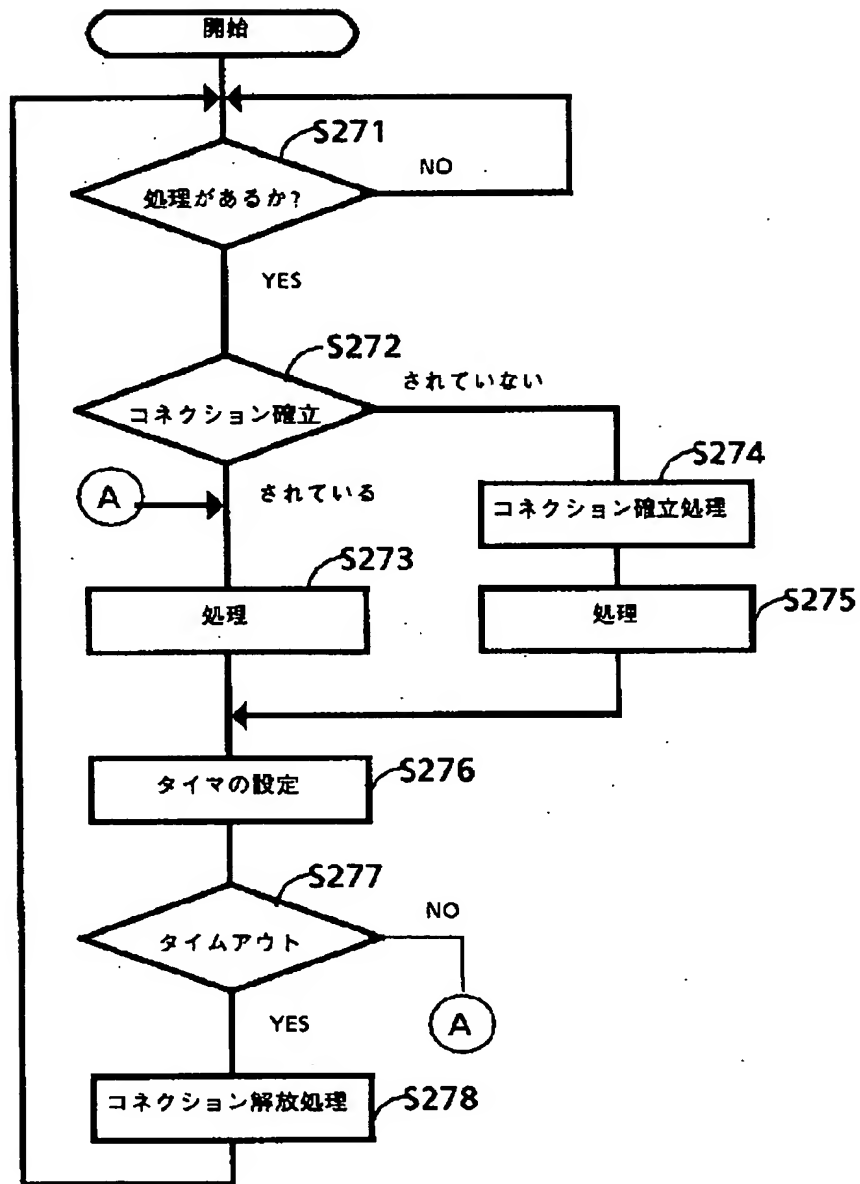 開始
S271
処理があるか?
NO
YES
S272
コネクション確立
されていない
A
されている
S274
コネクション確立処理
S273
処理
S275
処理
S276
タイマの設定
S277
タイムアウト
NO
A
YES
S278
コネクション解放処理